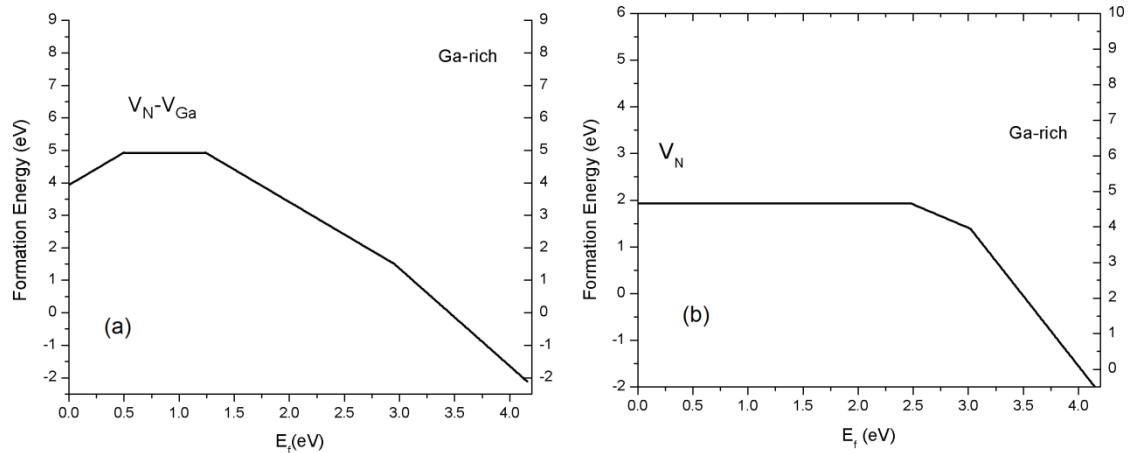 9 9
8 8
7 7
6 6
5 5
4 4
3 3
2 2
1 1
0 0
-1 -1
-2 -2
0.0 0.5 1.0 1.5 2.0 2.5 3.0 3.5 4.0
Formation Energy (eV)
E_f(eV)
Ga-rich
V_N-V_Ga
(a)
6
5
4
3
2
1
0
-1
-2
10
9
8
7
6
5
4
3
2
1
0
0.0 0.5 1.0 1.5 2.0 2.5 3.0 3.5 4.0
Formation Energy (eV)
E_f (eV)
Ga-rich
V_N
(b)